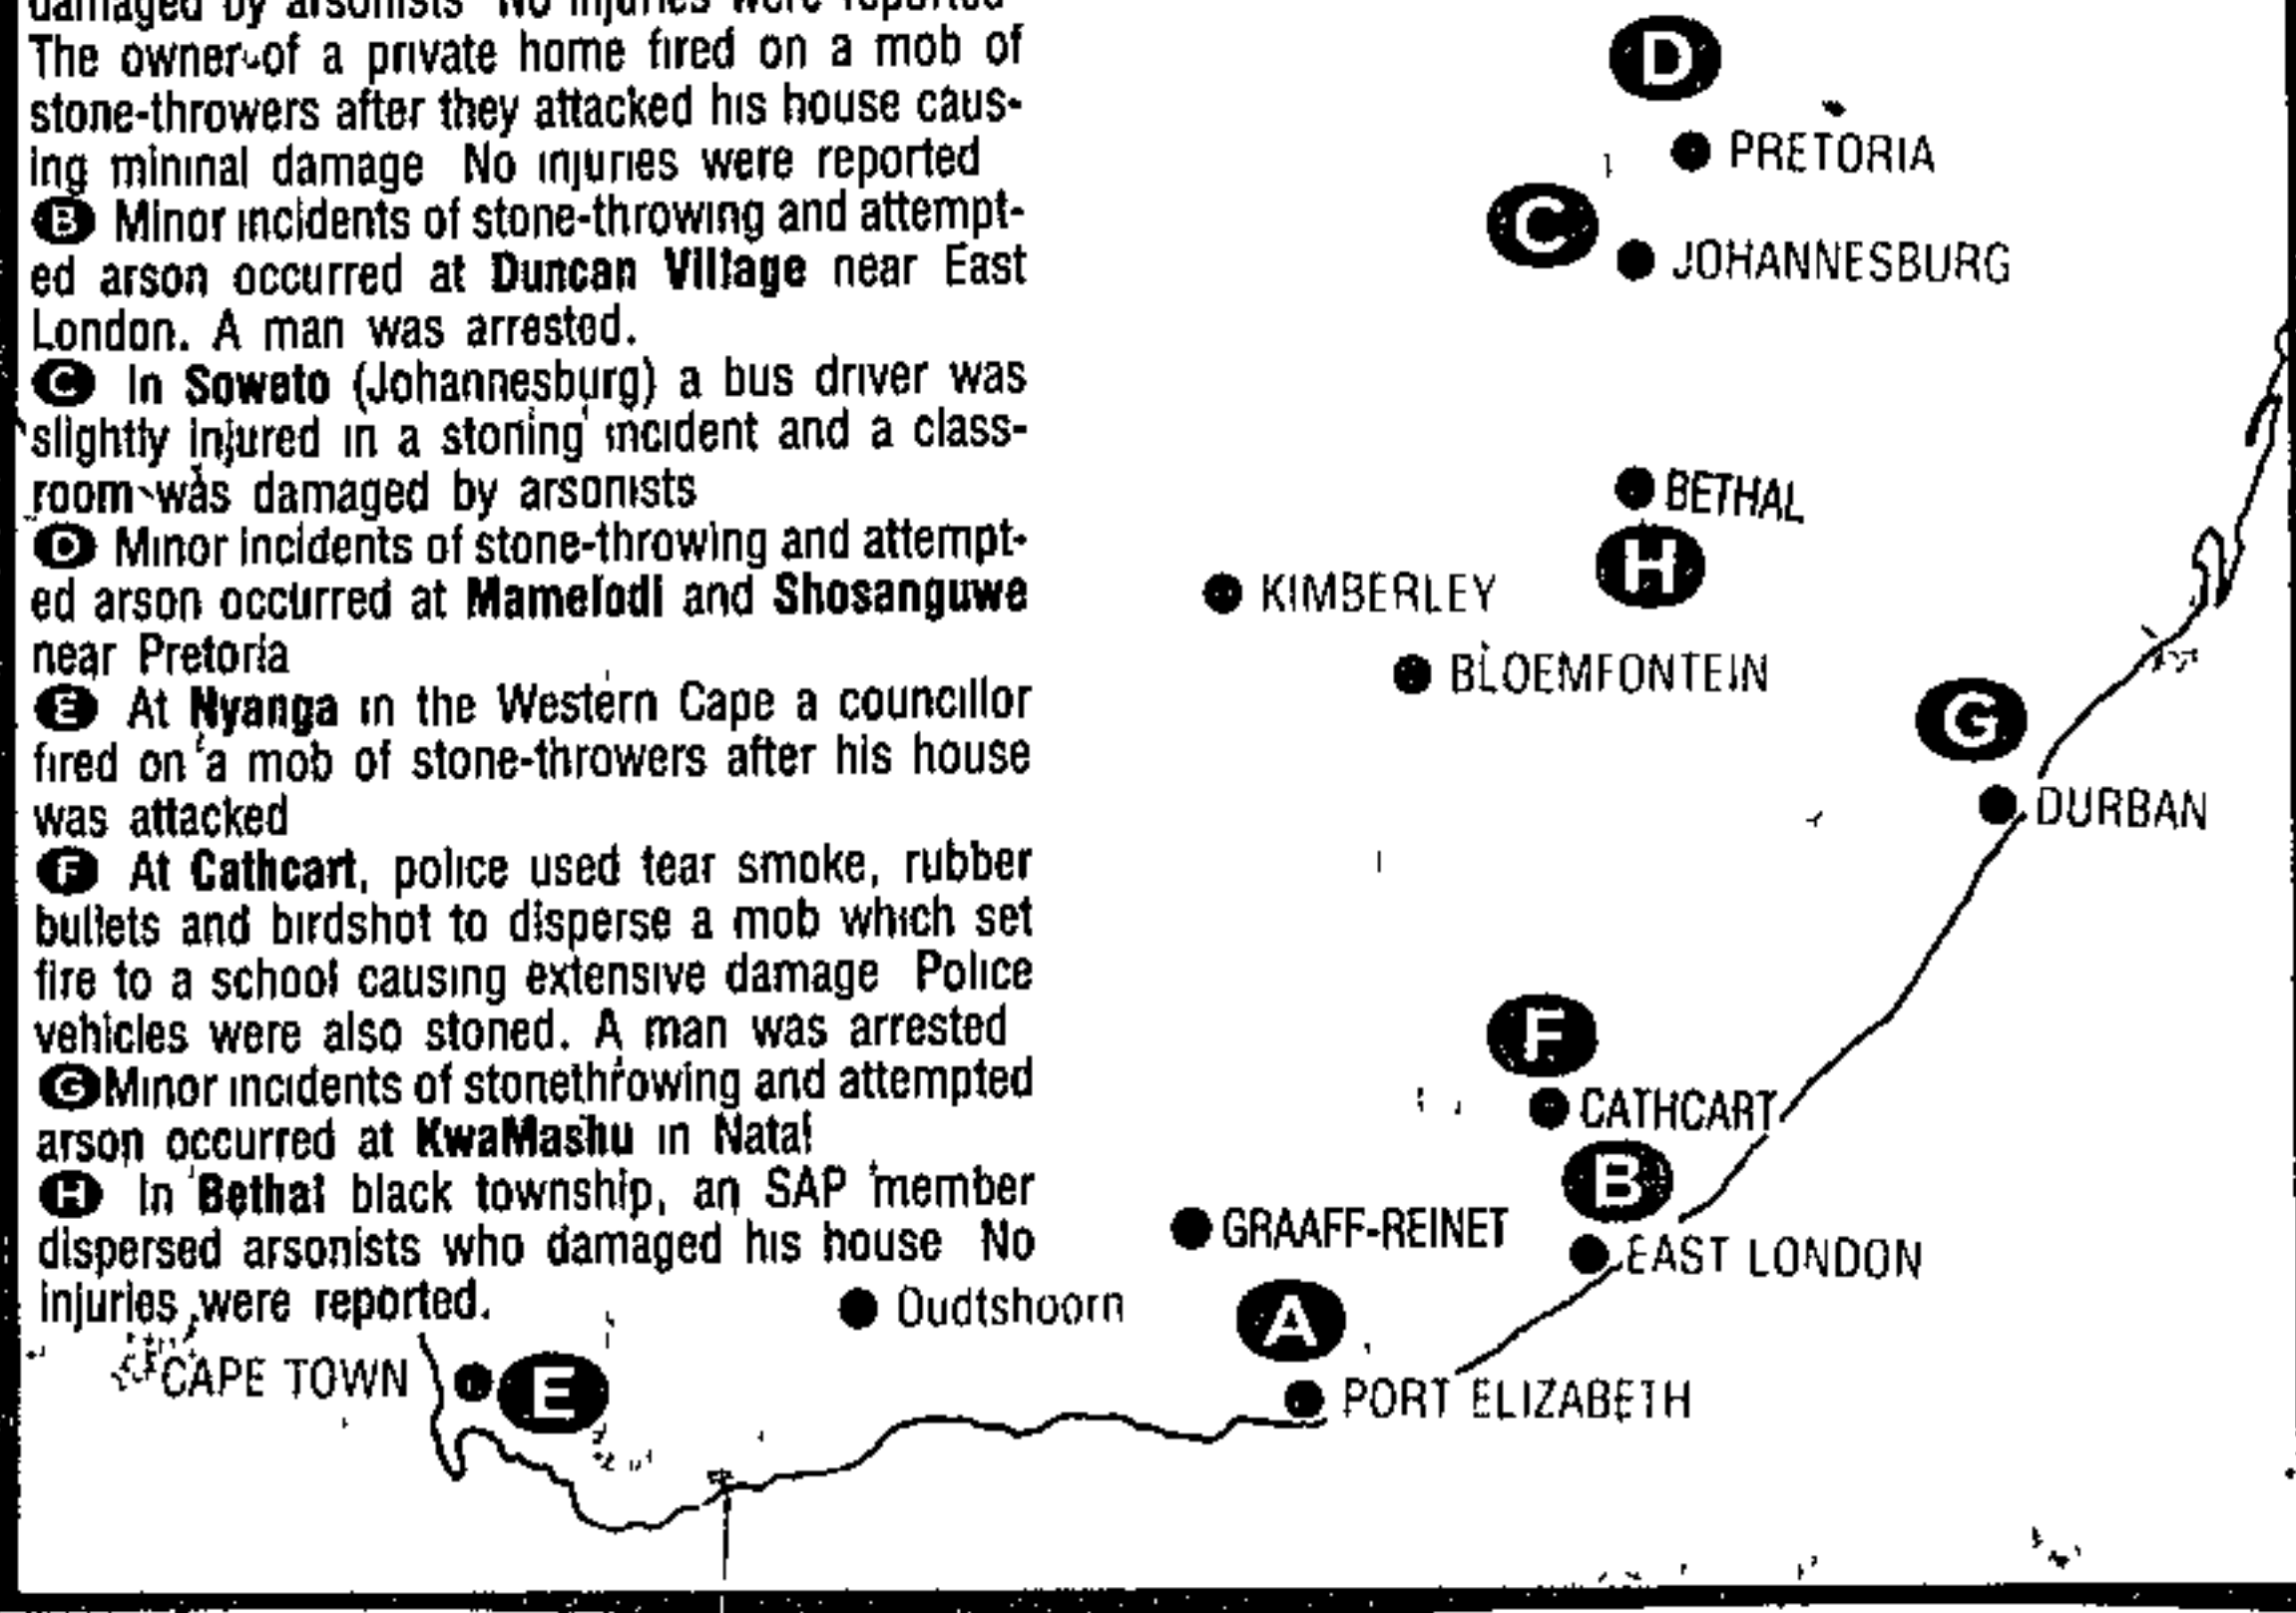 damaged by arsonists No injuries were reported
The owner of a private home fired on a mob of
stone-throwers after they attacked his house caus-
ing mininal damage No injuries were reported
B Minor incidents of stone-throwing and attempt-
ed arson occurred at Duncan Village near East
London. A man was arrested.
C In Soweto (Johannesburg) a bus driver was
slightly injured in a stoning incident and a class-
room was damaged by arsonists
D Minor incidents of stone-throwing and attempt-
ed arson occurred at Mamelodi and Shosanguwe
near Pretoria
E At Nyanga in the Western Cape a councillor
fired on a mob of stone-throwers after his house
was attacked
F At Cathcart, police used tear smoke, rubber
bullets and birdshot to disperse a mob which set
fire to a school causing extensive damage Police
vehicles were also stoned. A man was arrested
G Minor incidents of stonethrowing and attempted
arson occurred at KwaMashu in Natal
H In Bethal black township, an SAP member
dispersed arsonists who damaged his house No
injuries were reported.
D
PRETORIA
C
JOHANNESBURG
BETHAL
H
KIMBERLEY
BLOEMFONTEIN
G
DURBAN
F
CATHCART
B
GRAAFF-REINET
EAST LONDON
Oudtshoorn
A
CAPE TOWN
E
PORT ELIZABETH